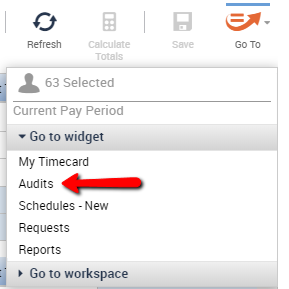 Refresh
Calculate
Totals
Save
Go To
63 Selected
Current Pay Period
Go to widget
My Timecard
Audits
Schedules - New
Requests
Reports
Go to workspace